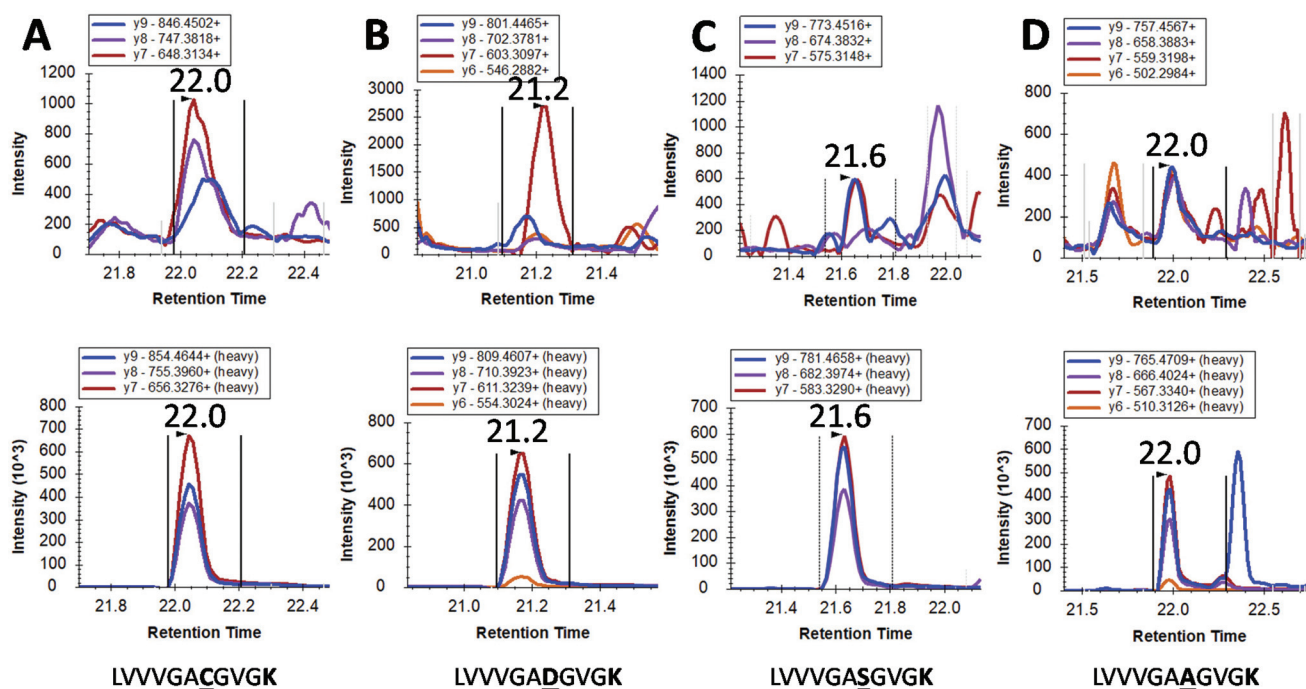 A
y9 - 846.4502+
y8 - 747.3818+
y7 - 648.3134+
22.0
1200
1000
800
600
400
200
0
Intensity
21.8 22.0 22.2 22.4
Retention Time
B
y9 - 801.4465+
y8 - 702.3781+
y7 - 603.3097+
y6 - 546.2882+
21.2
3000
2500
2000
1500
1000
500
0
Intensity
21.0 21.2 21.4
Retention Time
C
y9 - 773.4516+
y8 - 674.3832+
y7 - 575.3148+
21.6
1400
1200
1000
800
600
400
200
0
Intensity
21.4 21.6 21.8 22.0
Retention Time
D
y9 - 757.4567+
y8 - 658.3883+
y7 - 559.3198+
y6 - 502.2984+
22.0
800
600
400
200
0
Intensity
21.5 22.0 22.5
Retention Time
y9 - 854.4644+ (heavy)
y8 - 755.3960+ (heavy)
y7 - 656.3276+ (heavy)
22.0
800
700
600
500
400
300
200
100
0
Intensity (10^3)
21.8 22.0 22.2 22.4
Retention Time
LVVVGACGVGK
y9 - 809.4607+ (heavy)
y8 - 710.3923+ (heavy)
y7 - 611.3239+ (heavy)
y6 - 554.3024+ (heavy)
21.2
800
600
400
200
0
Intensity (10^3)
21.0 21.2 21.4
Retention Time
LVVVGADGVGK
y9 - 781.4658+ (heavy)
y8 - 682.3974+ (heavy)
y7 - 583.3290+ (heavy)
21.6
700
600
500
400
300
200
100
0
Intensity (10^3)
21.4 21.6 21.8 22.0
Retention Time
LVVVGASGVGK
y9 - 765.4709+ (heavy)
y8 - 666.4024+ (heavy)
y7 - 567.3340+ (heavy)
y6 - 510.3126+ (heavy)
22.0
700
600
500
400
300
200
100
0
Intensity (10^3)
21.5 22.0 22.5
Retention Time
LVVVGAAGVGK